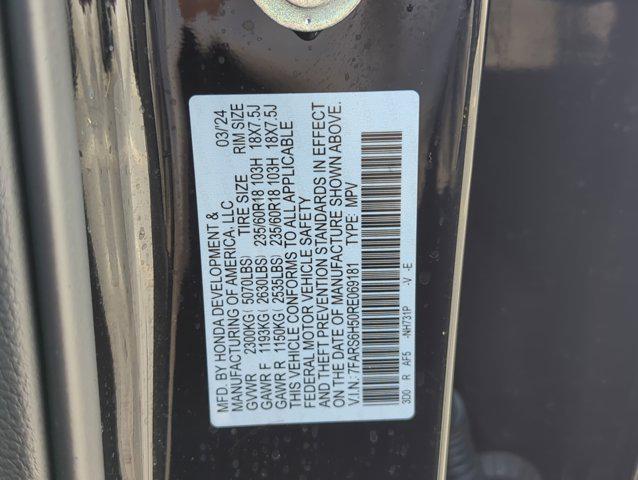 MFD. BY HONDA DEVELOPMENT &
MANUFACTURING OF AMERICA, LLC 03/'24
GVWR 2300KG( 5070LBS) TIRE SIZE RIM SIZE
GAWR F 1193KG( 2630LBS) 235/60R18 103H 18X7.5J
GAWR R 1150KG( 2535LBS) 235/60R18 103H 18X7.5J
THIS VEHICLE CONFORMS TO ALL APPLICABLE
FEDERAL MOTOR VEHICLE SAFETY
AND THEFT PREVENTION STANDARDS IN EFFECT
ON THE DATE OF MANUFACTURE SHOWN ABOVE.
V.I.N.: 7FARS6H50RE069181 TYPE: MPV
3D0 R AF5 -NH731P -V -E